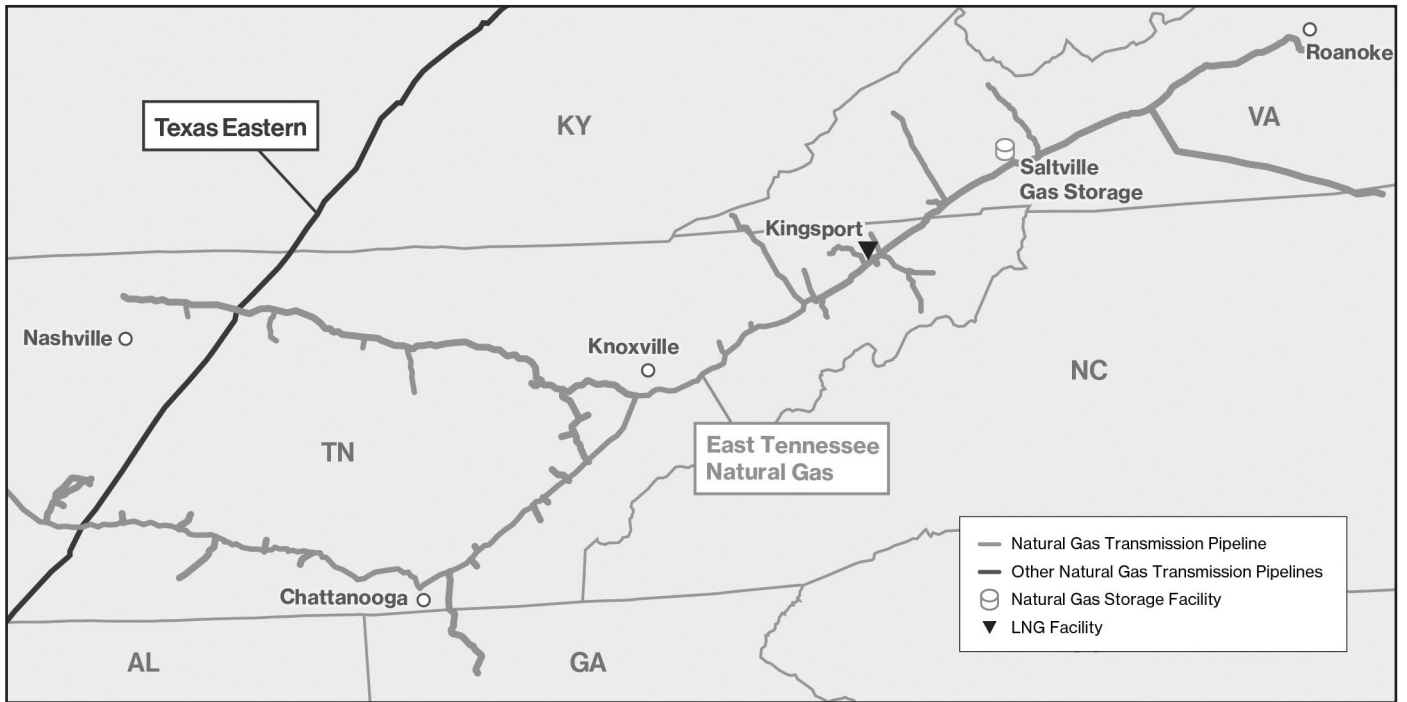 Roanoke
Texas Eastern
KY
VA
Saltville
Gas Storage
Kingsport
Nashville
Knoxville
NC
TN
East Tennessee
Natural Gas
Natural Gas Transmission Pipeline
Other Natural Gas Transmission Pipelines
Natural Gas Storage Facility
LNG Facility
Chattanooga
AL
GA